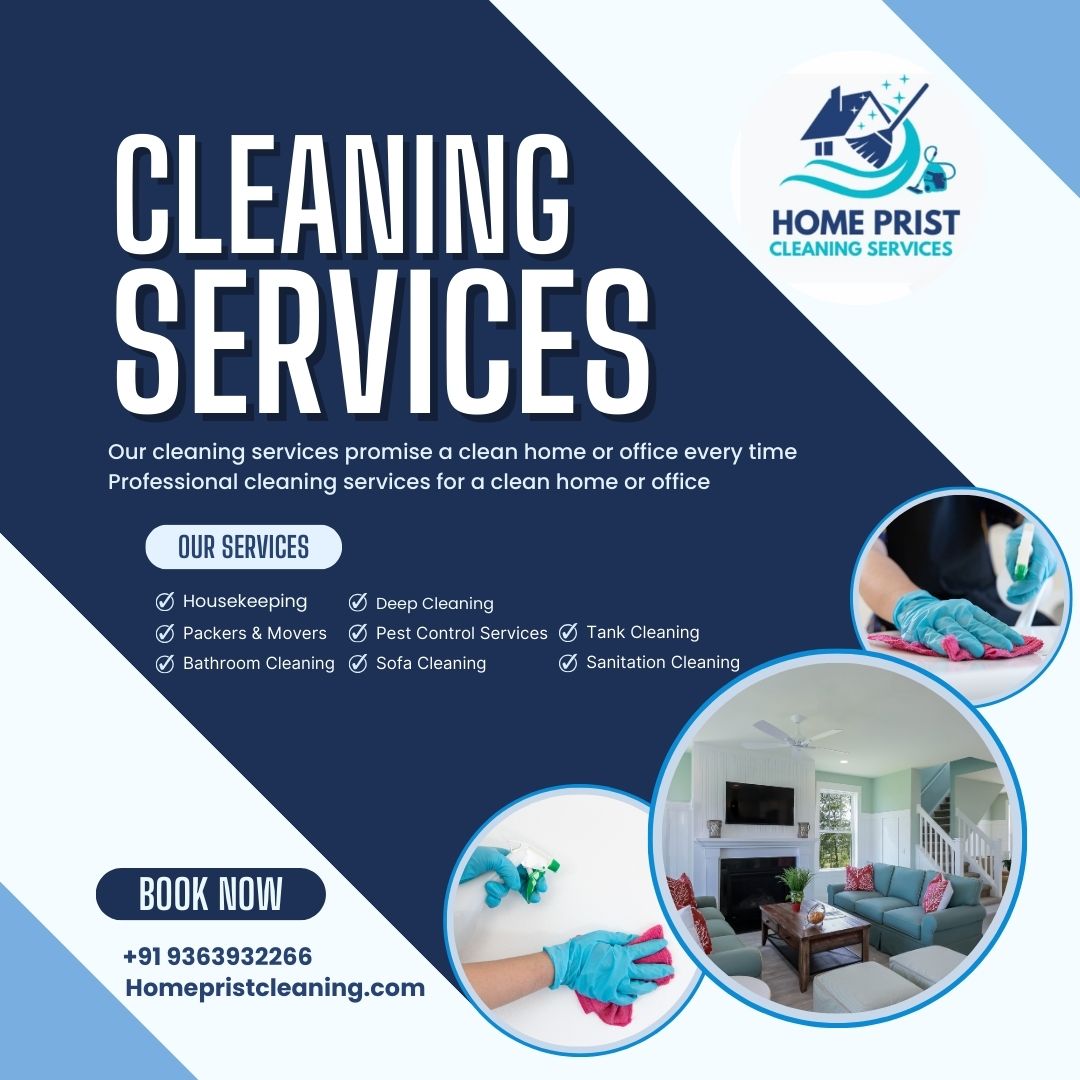 HOME PRIST
CLEANING SERVICES
CLEANING
SERVICES
Our cleaning services promise a clean home or office every time
Professional cleaning services for a clean home or office
OUR SERVICES
Housekeeping
Packers & Movers
Bathroom Cleaning
Deep Cleaning
Pest Control Services
Sofa Cleaning
Tank Cleaning
Sanitation Cleaning
BOOK NOW
+91 9363932266
Homepristcleaning.com